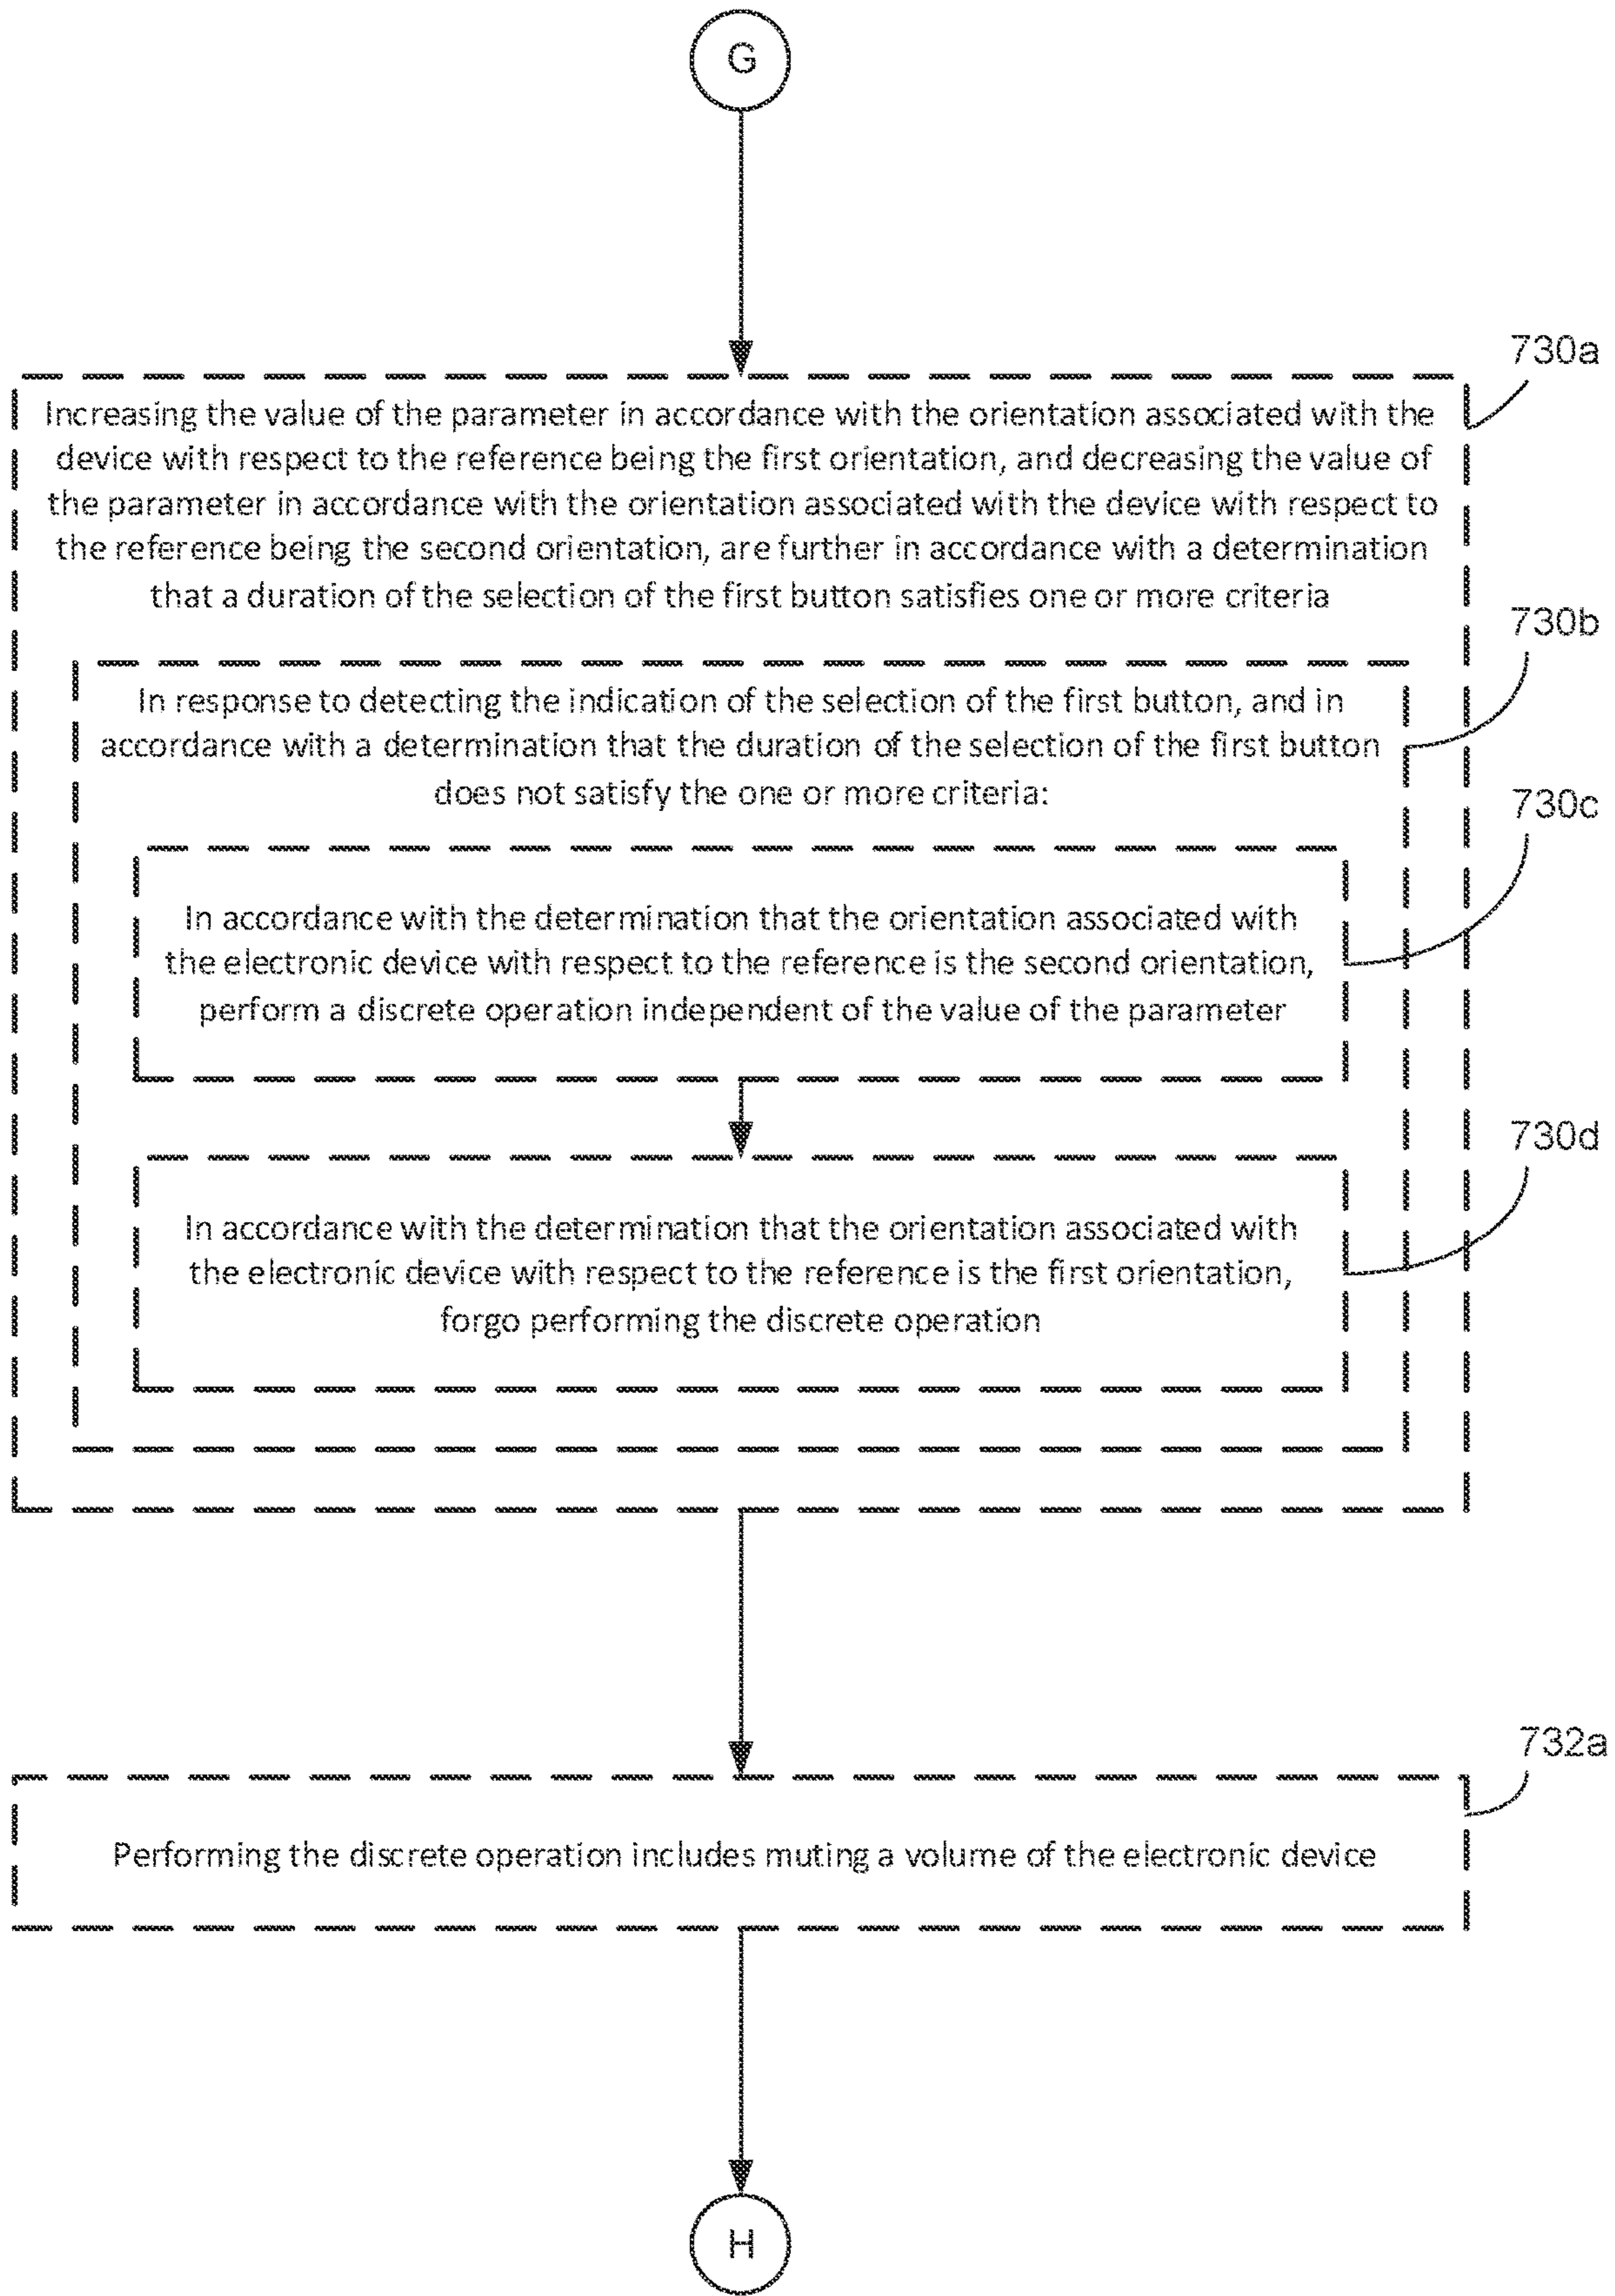 G
730a
Increasing the value of the parameter in accordance with the orientation associated with the
device with respect to the reference being the first orientation, and decreasing the value of
the parameter in accordance with the orientation associated with the device with respect to
the reference being the second orientation, are further in accordance with a determination
that a duration of the selection of the first button satisfies one or more criteria
730b
In response to detecting the indication of the selection of the first button, and in
accordance with a determination that the duration of the selection of the first button
does not satisfy the one or more criteria:
730c
In accordance with the determination that the orientation associated with
the electronic device with respect to the reference is the second orientation,
perform a discrete operation independent of the value of the parameter
730d
In accordance with the determination that the orientation associated with
the electronic device with respect to the reference is the first orientation,
forgo performing the discrete operation
732a
Performing the discrete operation includes muting a volume of the electronic device
H